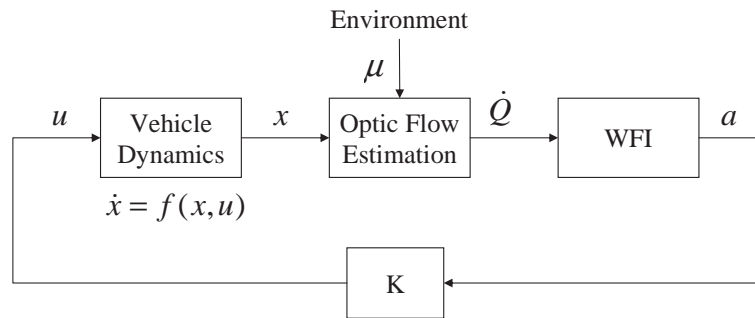 Environment
μ
u
Vehicle
Dynamics
x
Optic Flow
Estimation
Q̇
WFI
a
ẋ = f(x,u)
K